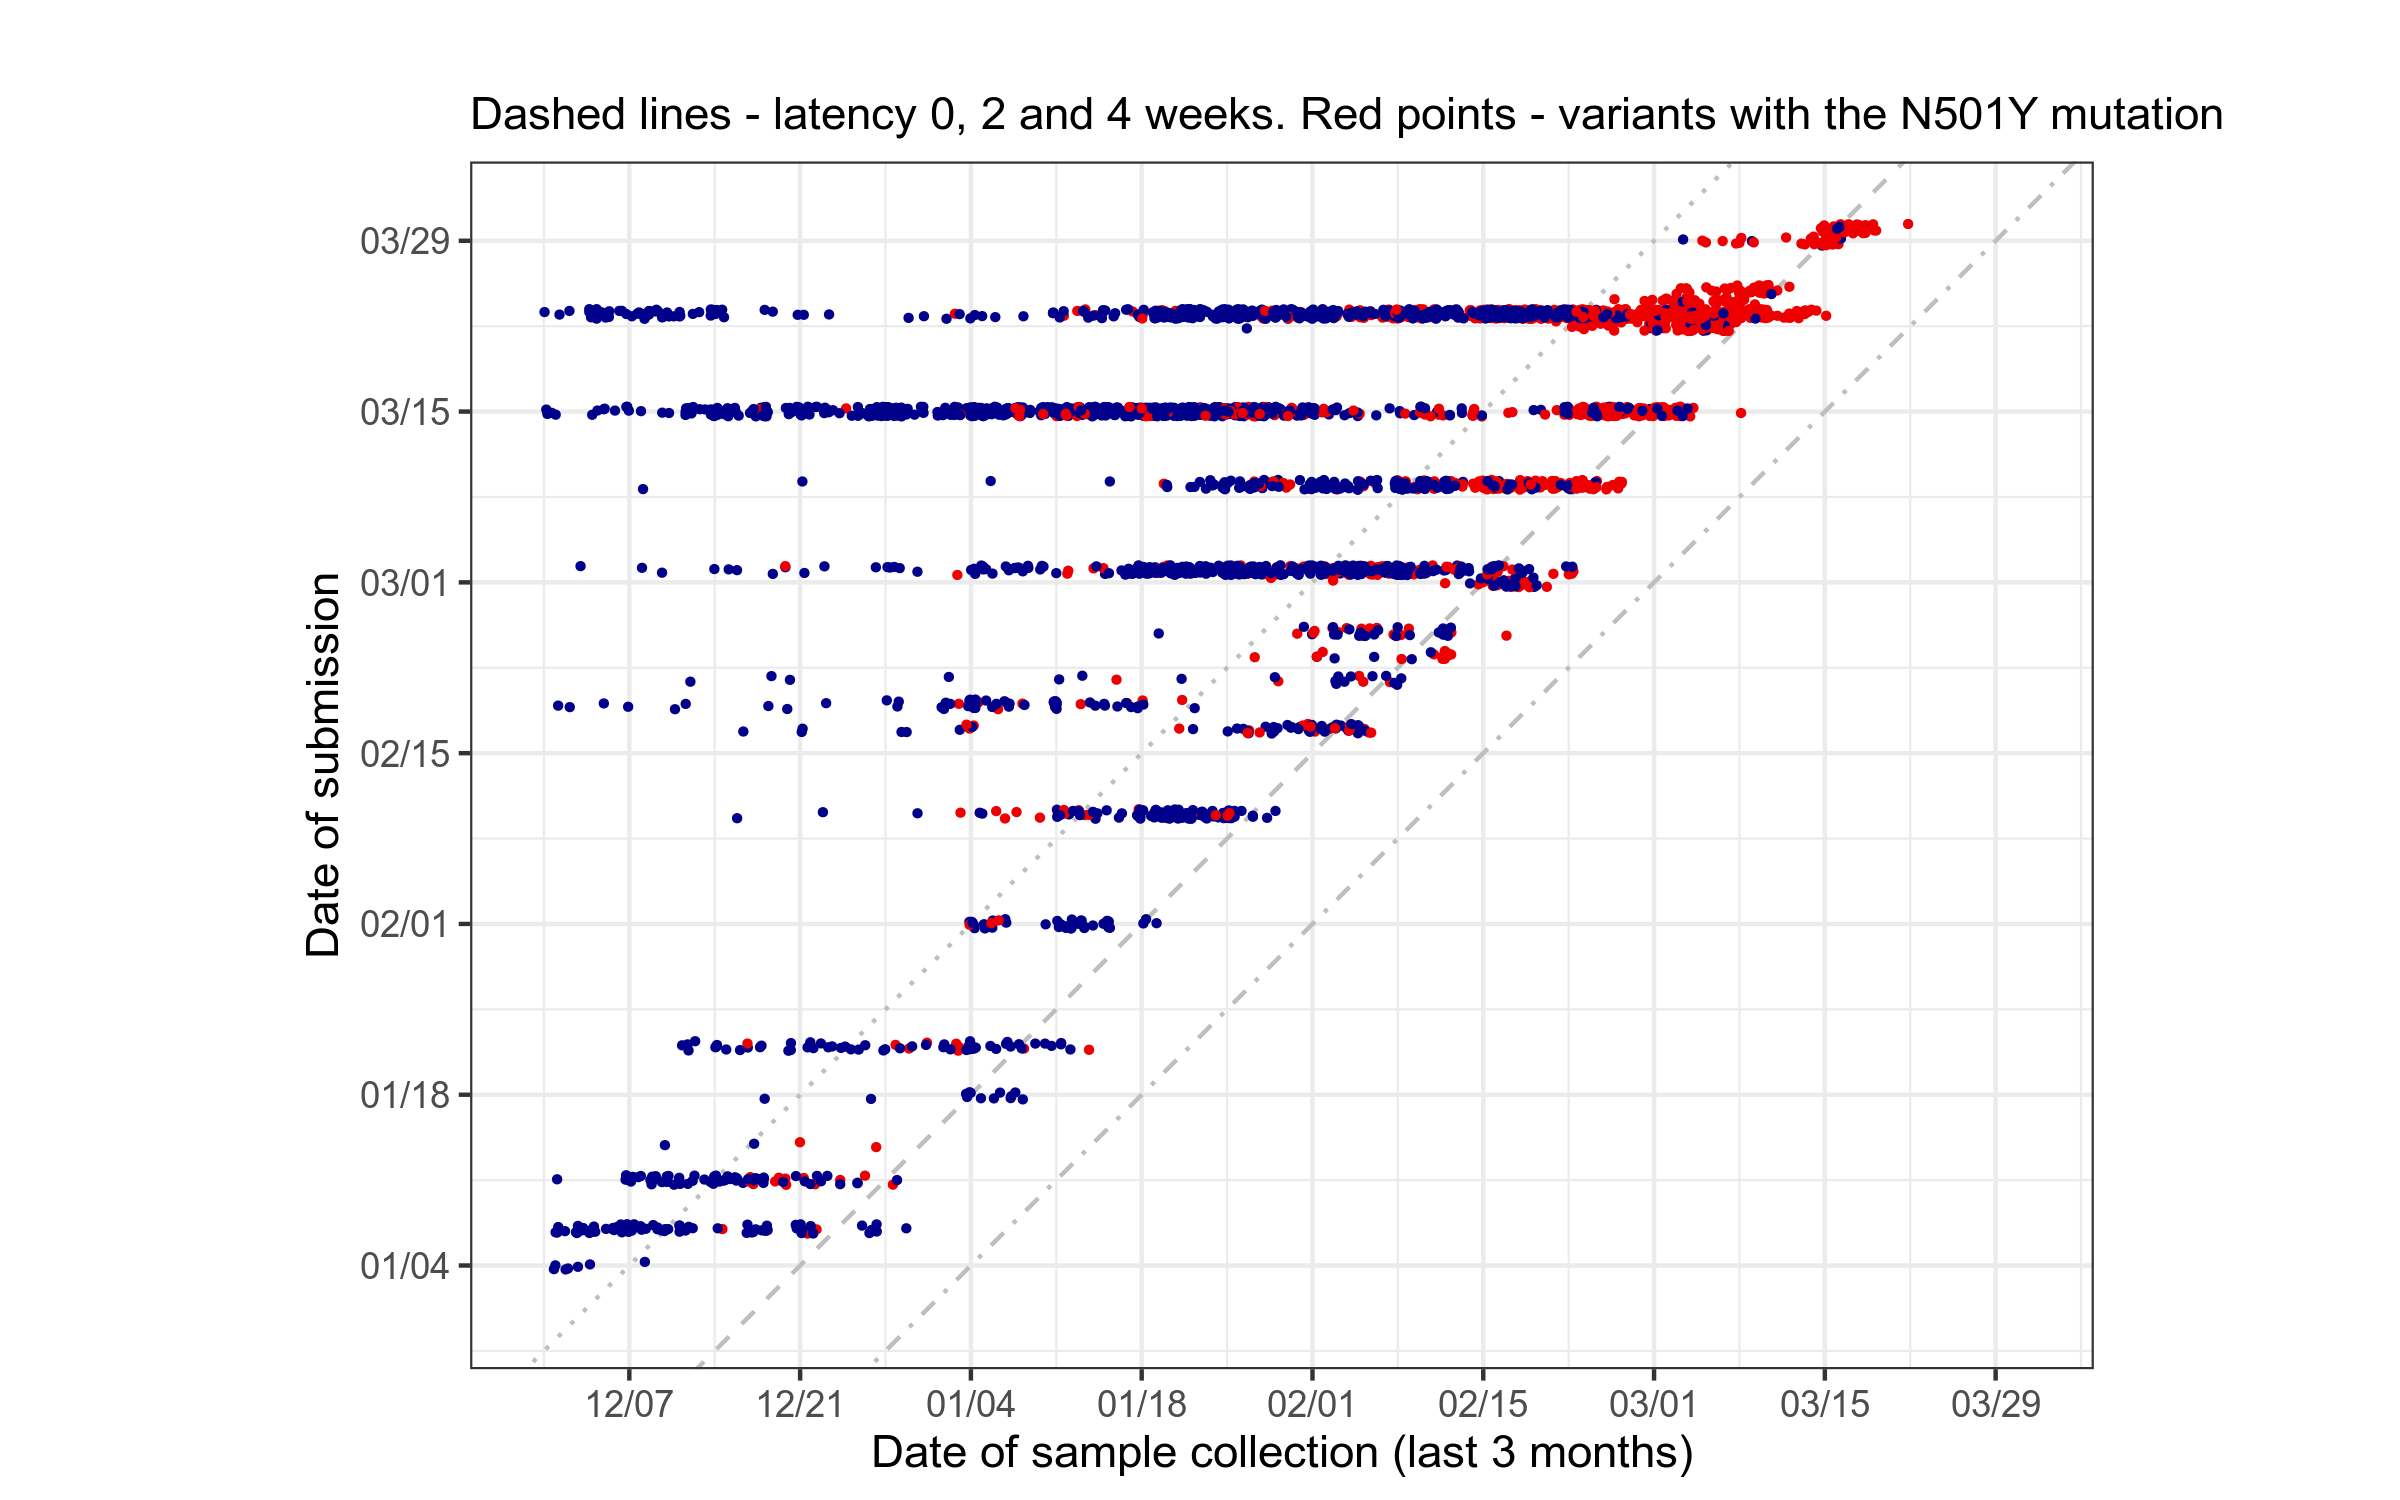 Dashed lines - latency 0, 2 and 4 weeks. Red points - variants with the N501Y mutation
Date of submission
03/29
03/15
03/01
02/15
02/01
01/18
01/04
12/07 12/21 01/04 01/18 02/01 02/15 03/01 03/15 03/29
Date of sample collection (last 3 months)